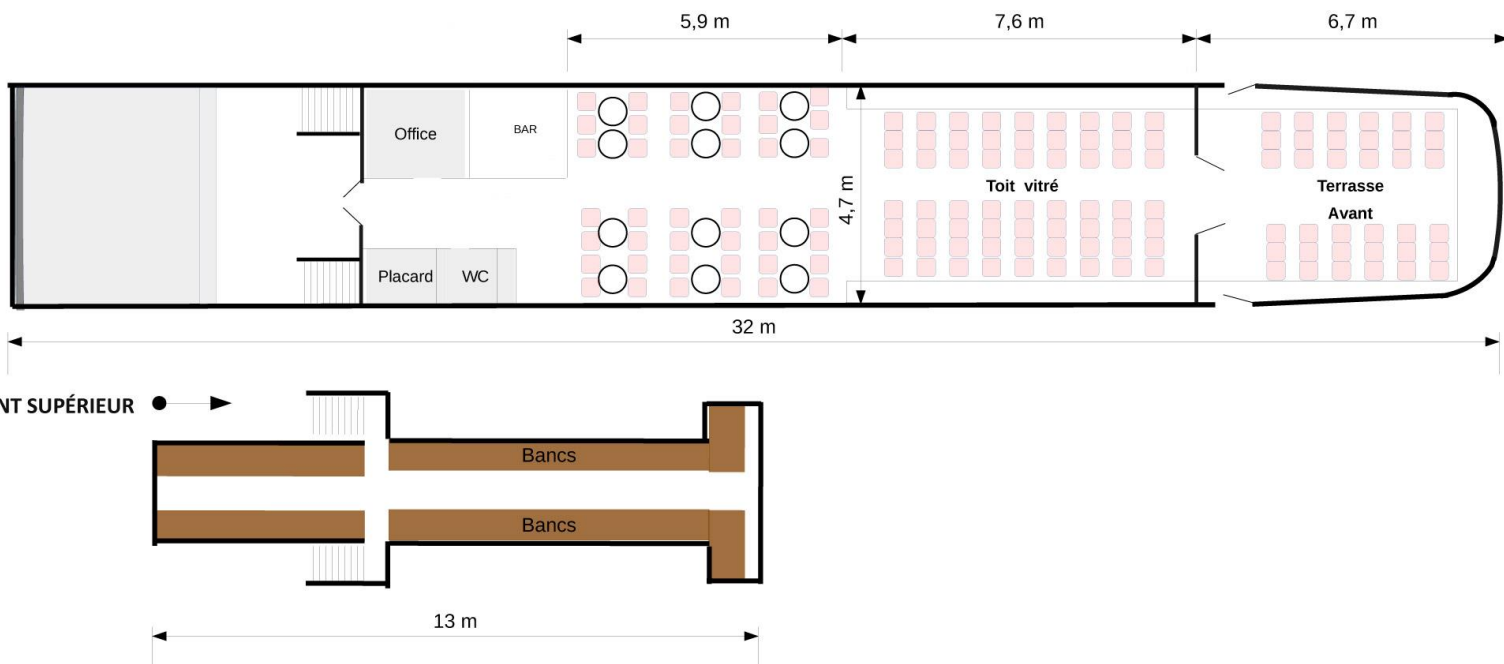 5,9 m
7,6 m
6,7 m
Office
BAR
4,7 m
Toit vitré
Terrasse
Avant
Placard
WC
32 m
NT SUPÉRIEUR
Bancs
Bancs
13 m